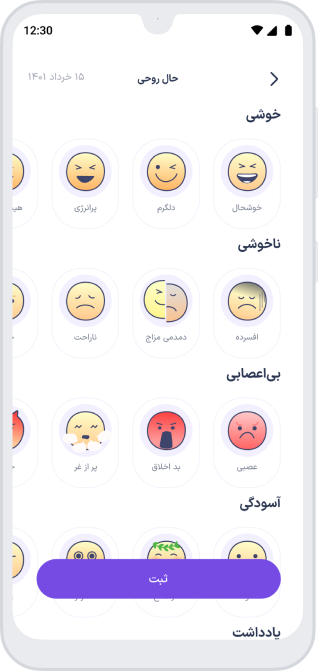 12:30
حال روحی
۱۵ خرداد ۱۴۰۱
خوشی
خوشحال
دلگرم
پرانرژی
ناخوشی
افسرده
دمدمی مزاج
ناراحت
بی‌اعصابی
عصبی
بد اخلاق
پر از غر
آسودگی
ثبت
یادداشت